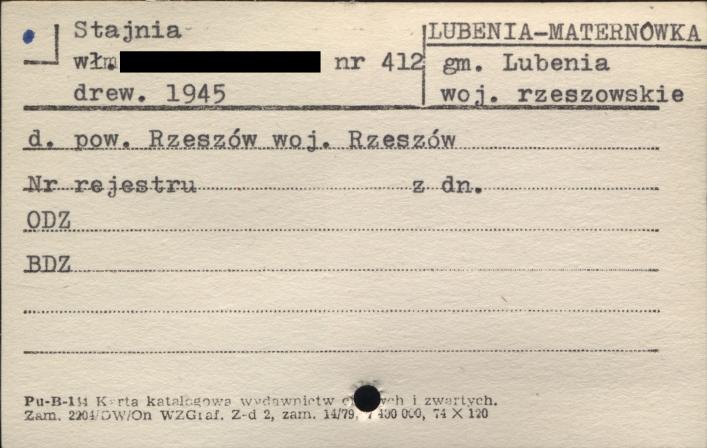 Stajnia
wł. nr 412
drew. 1945
LUBENIA-MATERNÓWKA
gm. Lubenia
woj. rzeszowskie
d. pow. Rzeszów woj. Rzeszów
Nr rejestru z dn.
ODZ
BDZ
Pu-B-134 Karta katalogowa wydawnictw i zwartych.
Zam. 2204/DW/On WZGraf. Z-d 2, zam. 14/79, 74 X 120